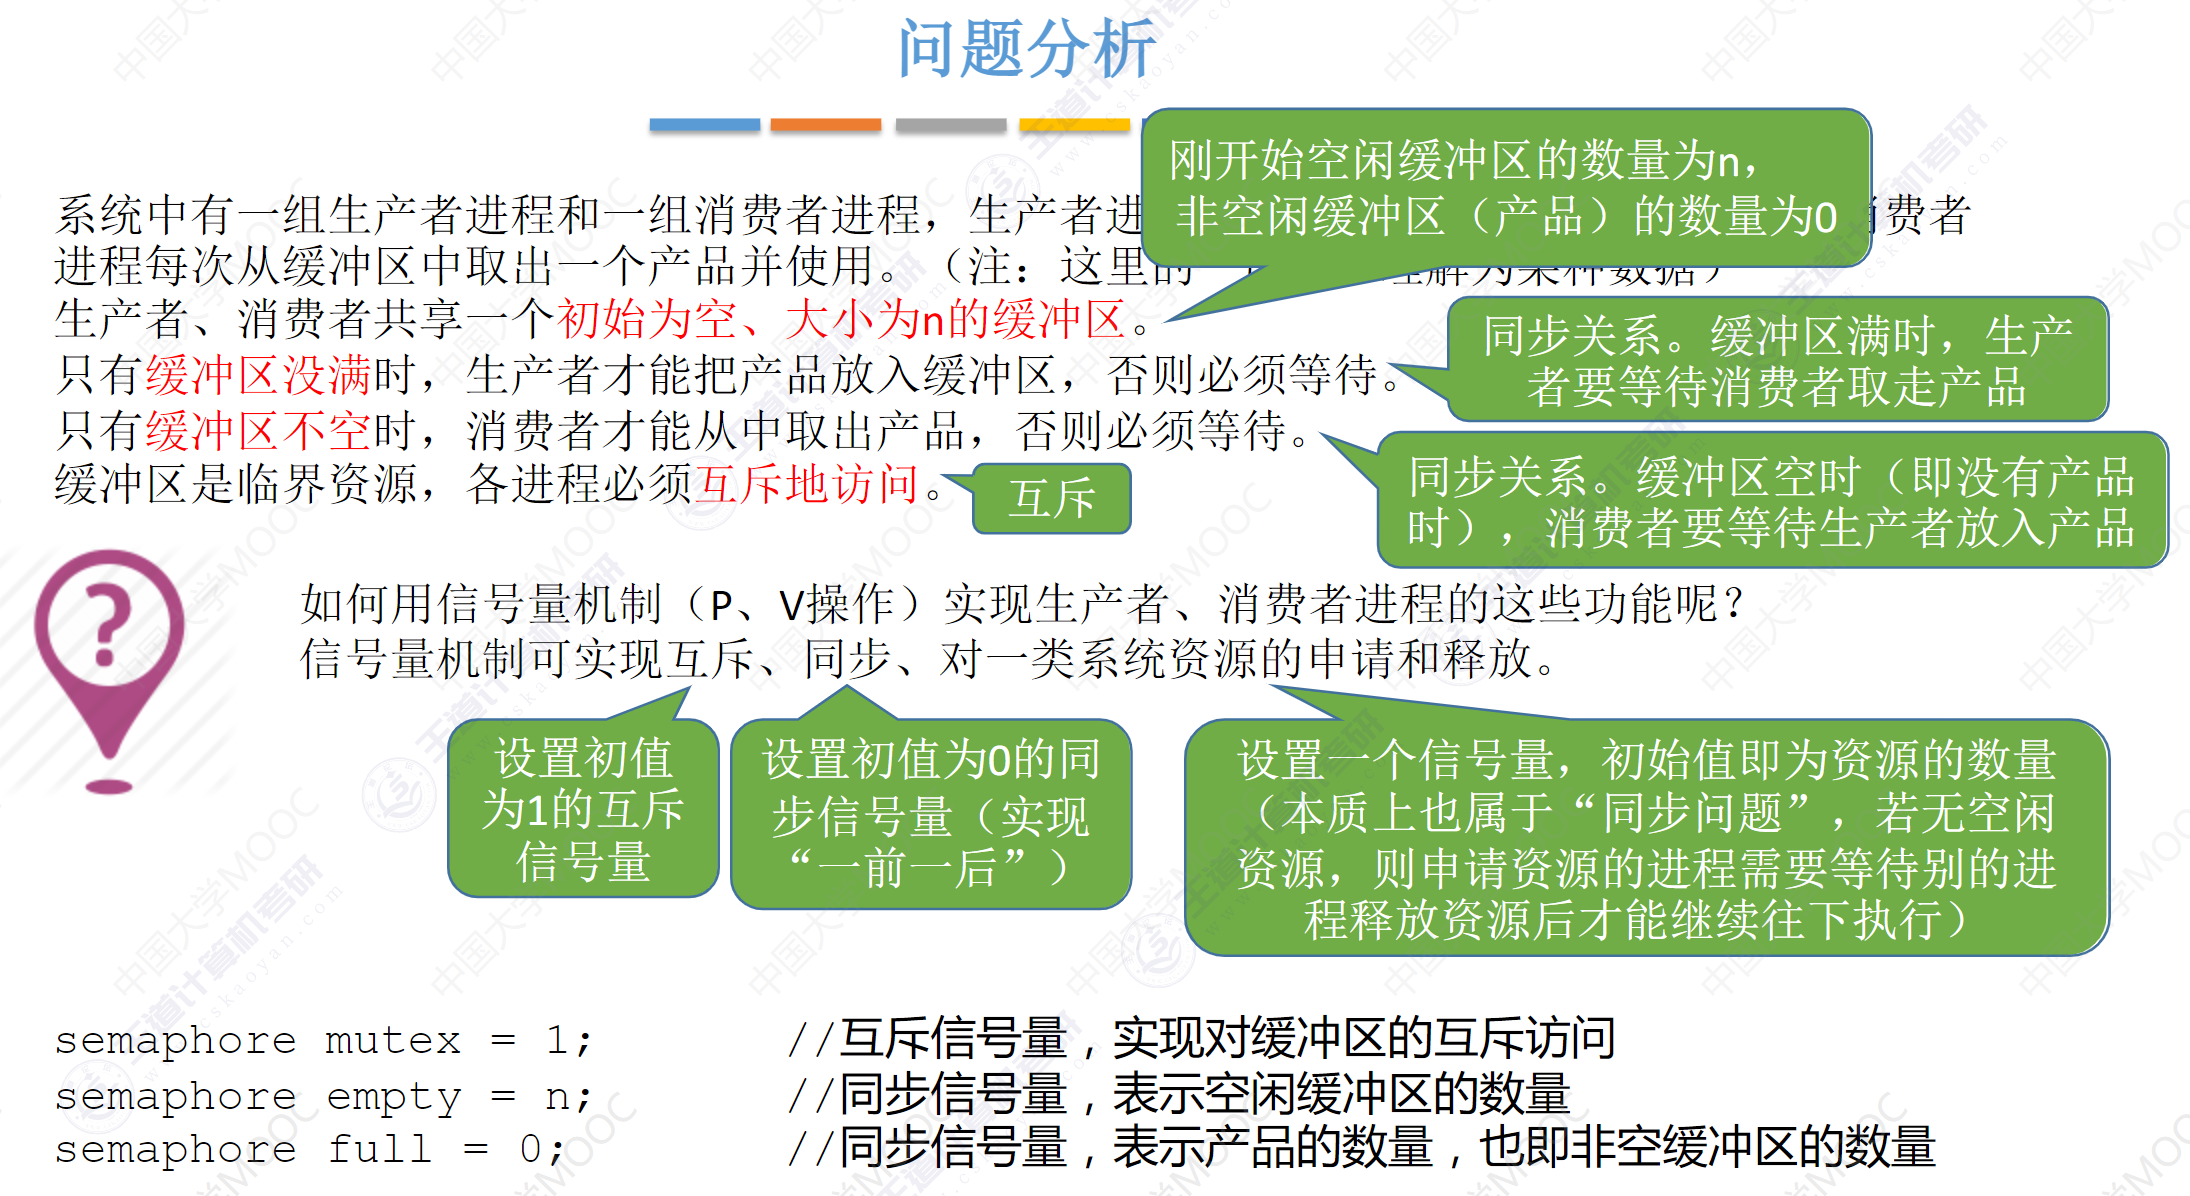 问题分析
刚开始空闲缓冲区的数量为n，
非空闲缓冲区（产品）的数量为0
系统中有一组生产者进程和一组消费者进程，生产者进
消费者
进程每次从缓冲区中取出一个产品并使用。（注：这里的
理解为某种数据）
生产者、消费者共享一个初始为空、大小为n的缓冲区。
只有缓冲区没满时，生产者才能把产品放入缓冲区，否则必须等待。
同步关系。缓冲区满时，生产
者要等待消费者取走产品
只有缓冲区不空时，消费者才能从中取出产品，否则必须等待。
同步关系。缓冲区空时（即没有产品
时），消费者要等待生产者放入产品
缓冲区是临界资源，各进程必须互斥地访问。
互斥
如何用信号量机制（P、V操作）实现生产者、消费者进程的这些功能呢？
信号量机制可实现互斥、同步、对一类系统资源的申请和释放。
设置初值
为1的互斥
信号量
设置初值为0的同
步信号量（实现
“一前一后”）
设置一个信号量，初始值即为资源的数量
（本质上也属于“同步问题”，若无空闲
资源，则申请资源的进程需要等待别的进
程释放资源后才能继续往下执行）
semaphore mutex = 1; //互斥信号量，实现对缓冲区的互斥访问
semaphore empty = n; //同步信号量，表示空闲缓冲区的数量
semaphore full = 0; //同步信号量，表示产品的数量，也即非空缓冲区的数量